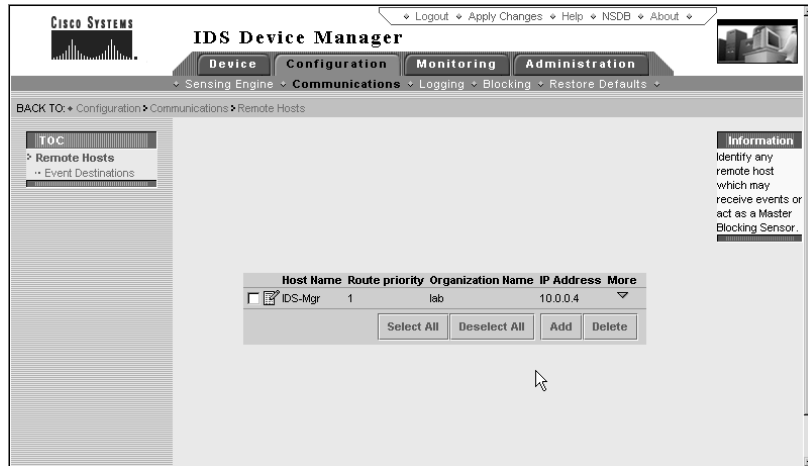 CISCO SYSTEMS
Logout Apply Changes Help NSDB About
IDS Device Manager
Device Configuration Monitoring Administration
Sensing Engine Communications Logging Blocking Restore Defaults
BACK TO: Configuration Communications Remote Hosts
TOC
Remote Hosts
Event Destinations
Information
Identify any
remote host
which may
receive events or
act as a Master
Blocking Sensor.
Host Name Route priority Organization Name IP Address More
IDS-Mgr 1 lab 10.0.0.4
Select All Deselect All Add Delete